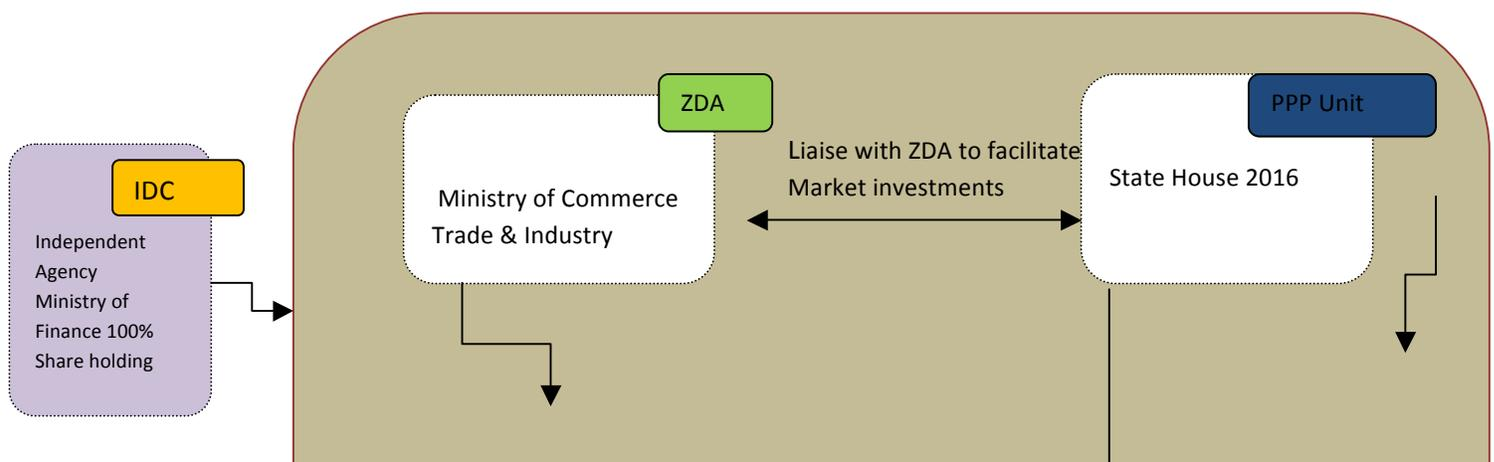 IDC
Independent
Agency
Ministry of
Finance 100%
Share holding
ZDA
Ministry of Commerce
Trade & Industry
Liaise with ZDA to facilitate
Market investments
PPP Unit
State House 2016